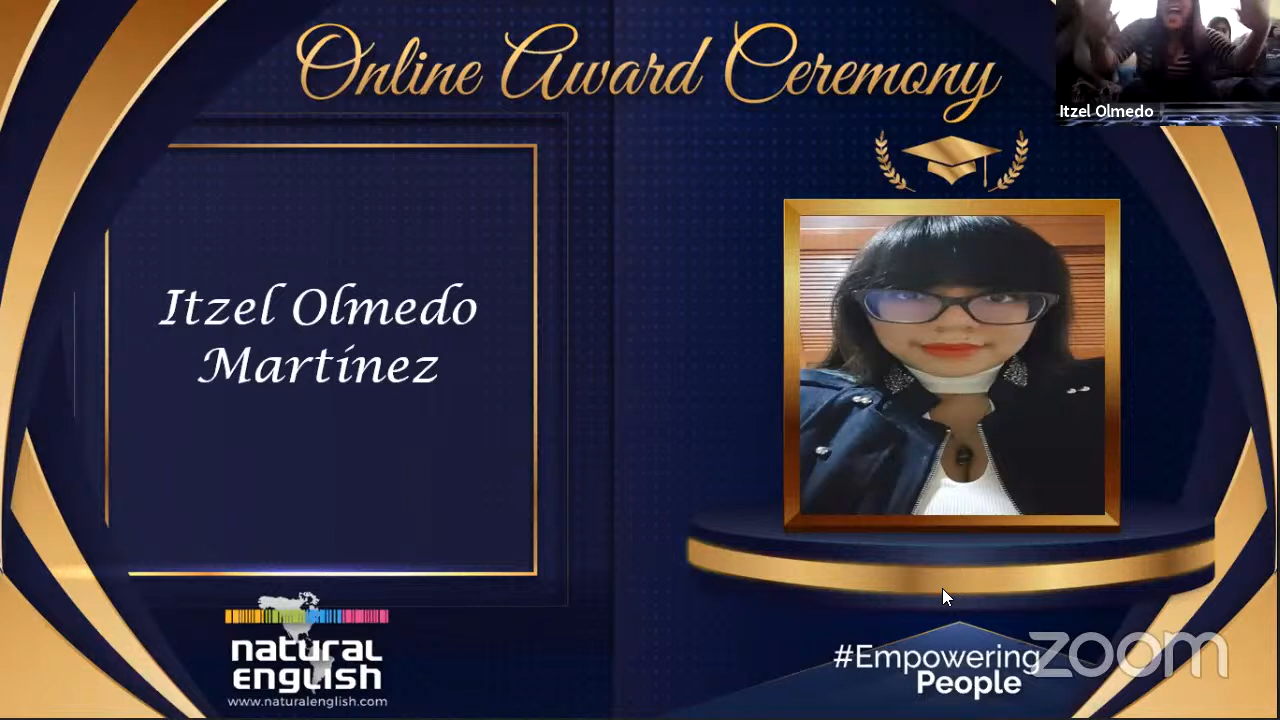 Online Award Ceremony
Itzel Olmedo
Itzel Olmedo
Martínez
natural
english
www.naturalenglish.com
#Empowering
People
zoom